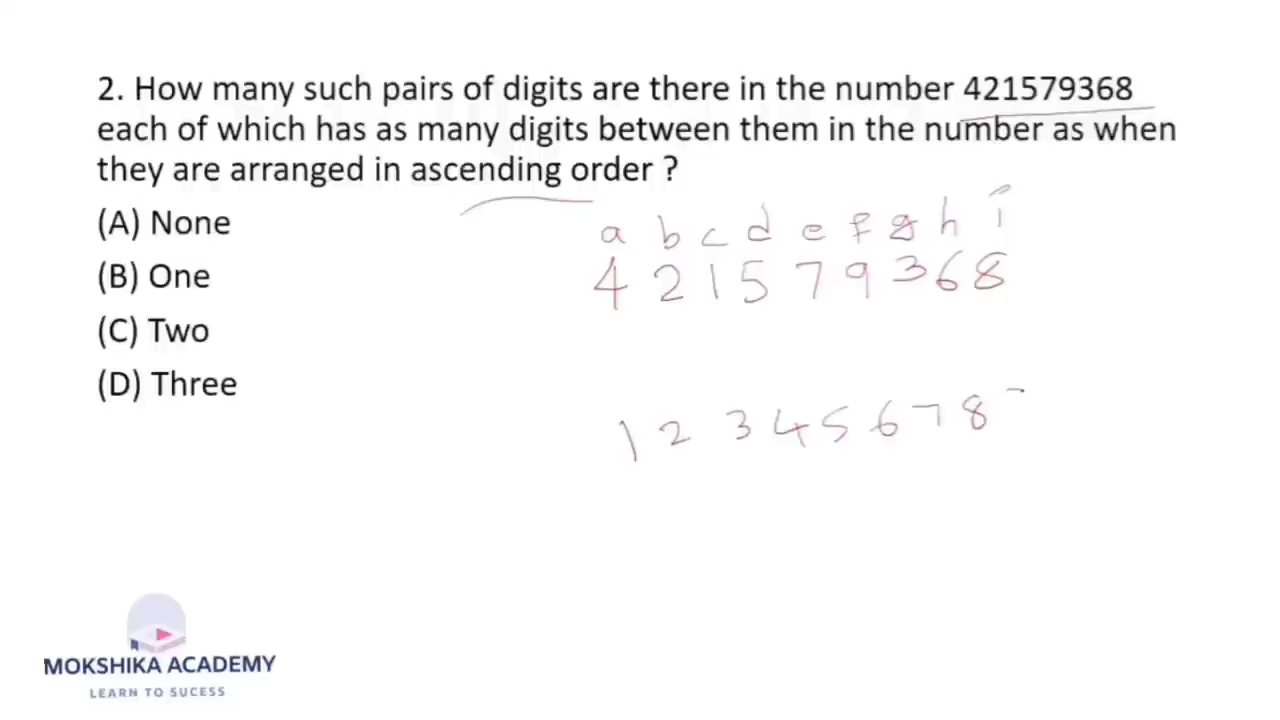 2. How many such pairs of digits are there in the number 421579368
each of which has as many digits between them in the number as when
they are arranged in ascending order ?
(A) None
(B) One
(C) Two
(D) Three
a b c d e f g h i
4 2 1 5 7 9 3 6 8
1 2 3 4 5 6 7 8
MOKSHIKA ACADEMY
LEARN TO SUCESS